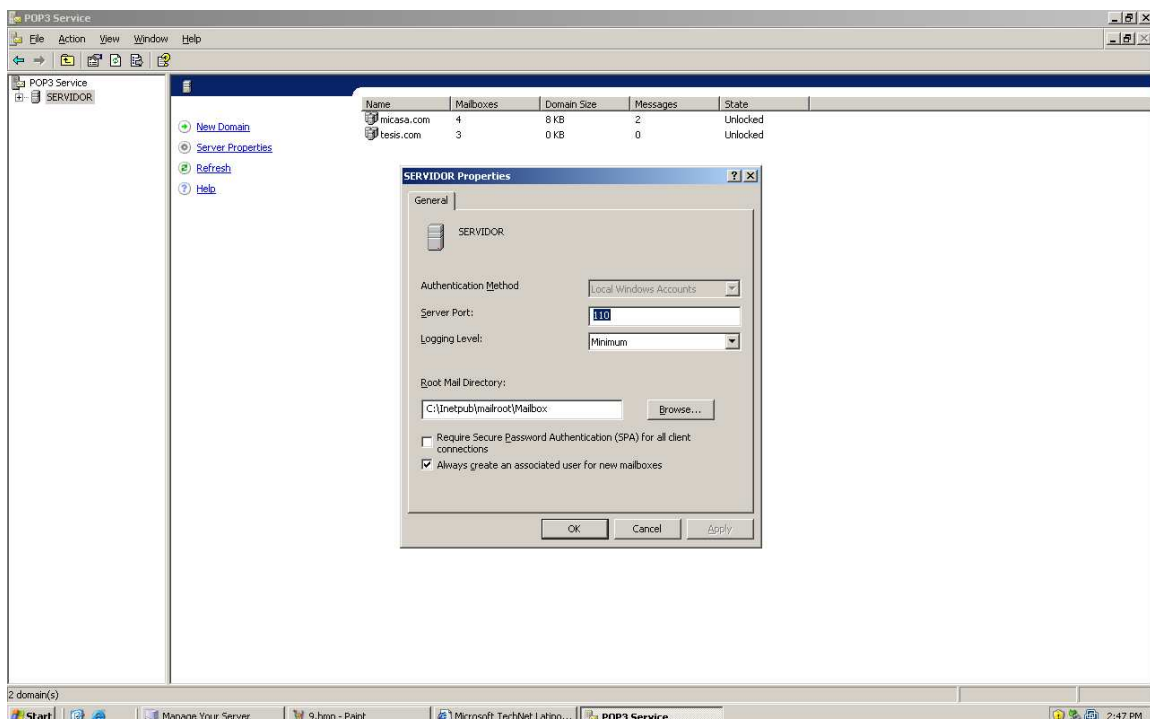 POP3 Service
File Action View Window Help
POP3 Service
SERVIDOR
New Domain
Server Properties
Refresh
Help
Name Mailboxes Domain Size Messages State
micasa.com 4 8 KB 2 Unlocked
tesis.com 3 0 KB 0 Unlocked
SERVIDOR Properties
General
SERVIDOR
Authentication Method Local Windows Accounts
Server Port: 110
Logging Level: Minimum
Root Mail Directory:
C:\Inetpub\mailroot\Mailbox Browse...
Require Secure Password Authentication (SPA) for all client
connections
Always create an associated user for new mailboxes
OK Cancel Apply
2 domain(s)
Start Manage Your Server 9.bmp - Paint Microsoft TechNet Latino... POP3 Service 2:47 PM